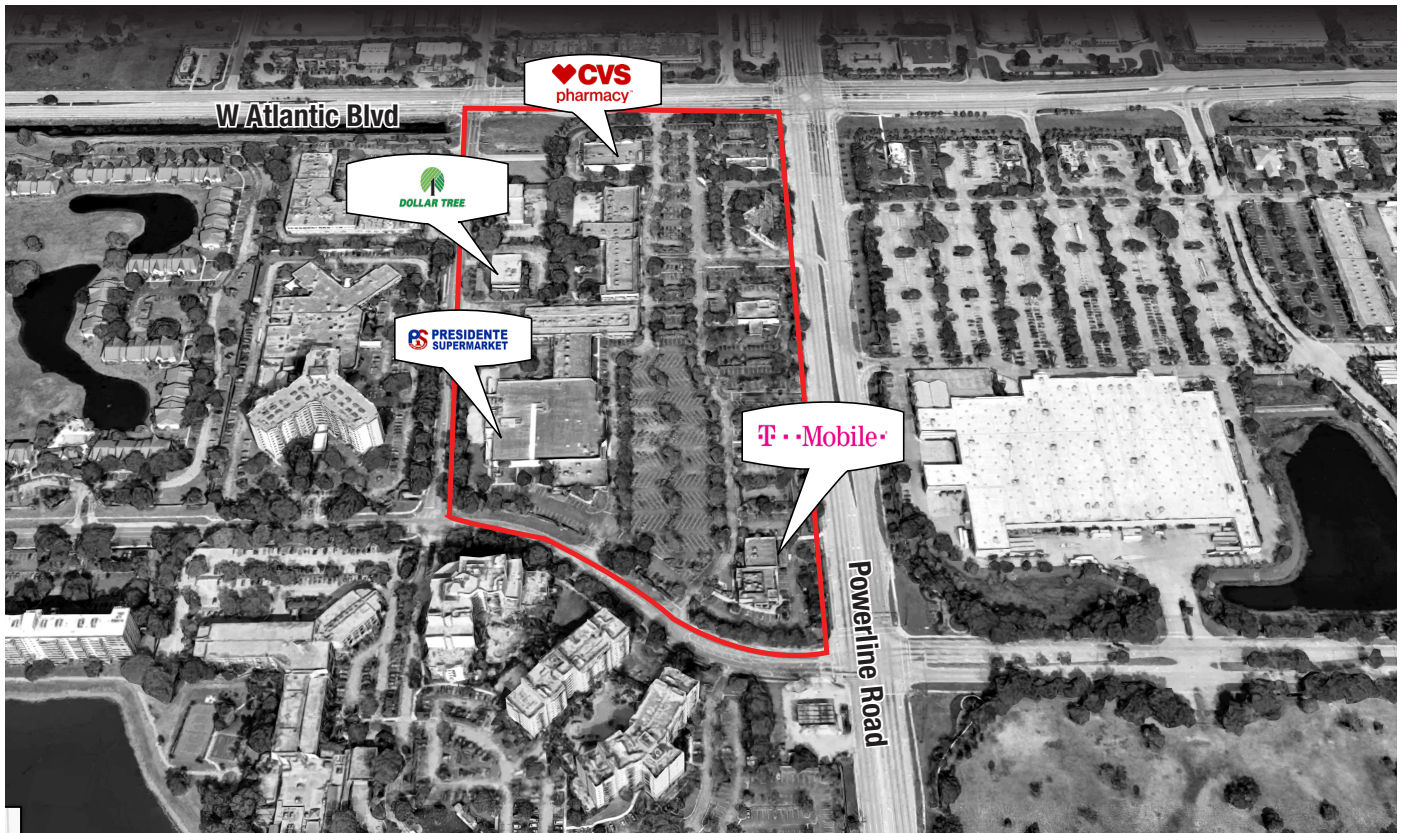 CVS
pharmacy
W Atlantic Blvd
DOLLAR TREE
PRESIDENTE
SUPERMARKET
T··Mobile·
Powerline Road